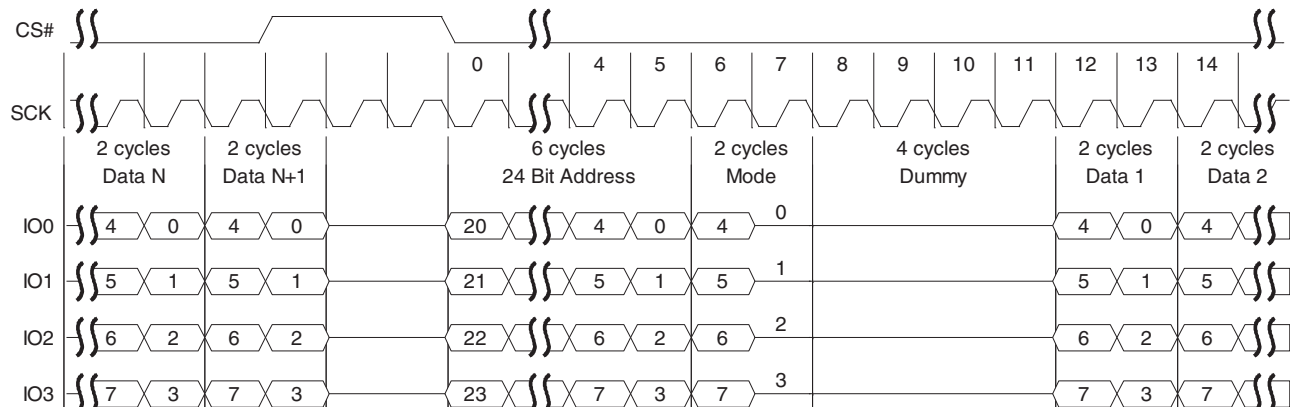 CS#
0 4 5 6 7 8 9 10 11 12 13 14
SCK
2 cycles 2 cycles 6 cycles 2 cycles 4 cycles 2 cycles 2 cycles
Data N Data N+1 24 Bit Address Mode Dummy Data 1 Data 2
IO0 4 0 4 0 20 4 0 4 0 4 0 4
IO1 5 1 5 1 21 5 1 5 1 5 1 5
IO2 6 2 6 2 22 6 2 6 2 6 2 6
IO3 7 3 7 3 23 7 3 7 3 7 3 7